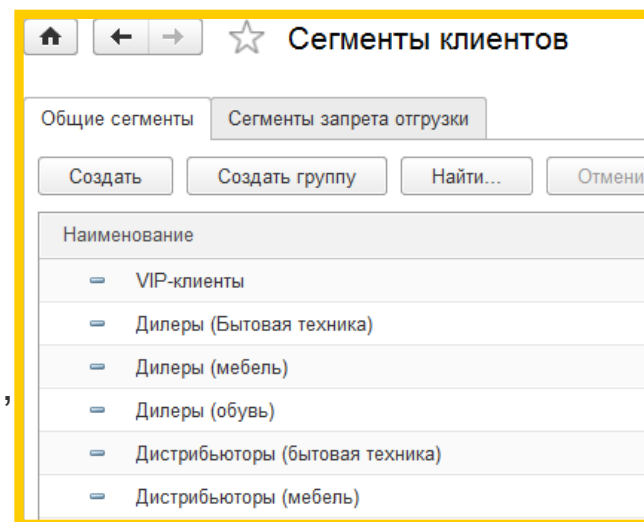 Сегменты клиентов
Общие сегменты Сегменты запрета отгрузки
Создать Создать группу Найти... Отмени
Наименование
VIP-клиенты
Дилеры (Бытовая техника)
Дилеры (мебель)
,
Дилеры (обувь)
Дистрибьюторы (бытовая техника)
Дистрибьюторы (мебель)